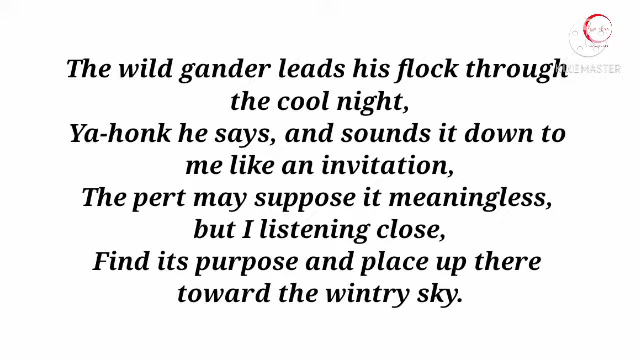 The wild gander leads his flock through
the cool night,
Ya-honk he says, and sounds it down to
me like an invitation,
The pert may suppose it meaningless,
but I listening close,
Find its purpose and place up there
toward the wintry sky.